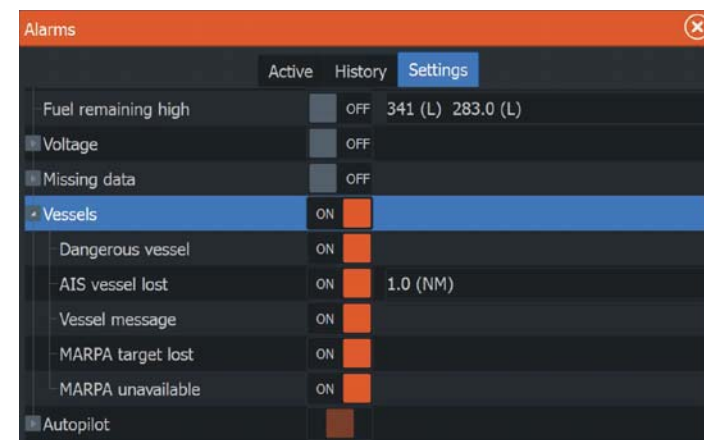 Alarms
Active History Settings
Fuel remaining high OFF 341 (L) 283.0 (L)
Voltage OFF
Missing data OFF
Vessels ON
Dangerous vessel ON
AIS vessel lost ON 1.0 (NM)
Vessel message ON
MARPA target lost ON
MARPA unavailable ON
Autopilot